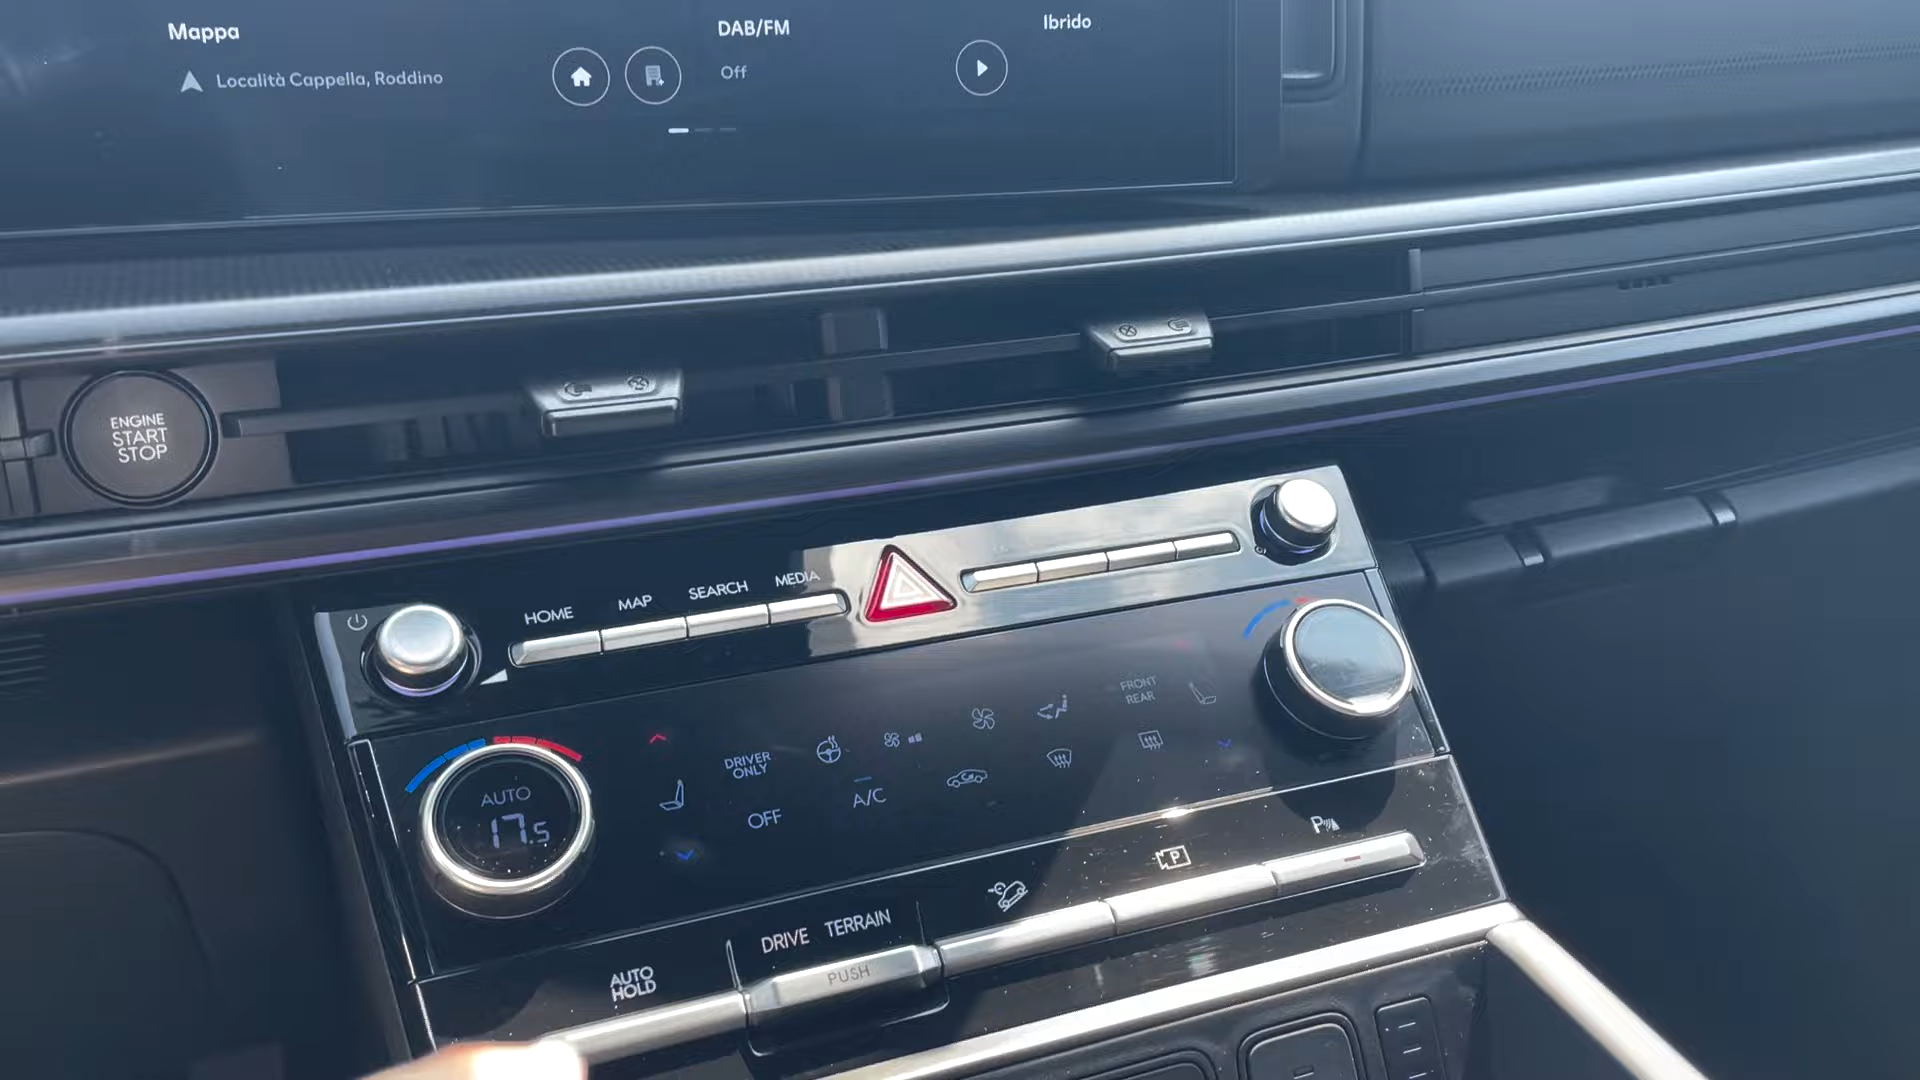 Mappa
Località Cappella, Roddino
DAB/FM
Off
Ibrido
ENGINE
START
STOP
HOME
MAP
SEARCH
MEDIA
AUTO
17.5
DRIVER
ONLY
OFF
A/C
FRONT
REAR
P
P
AUTO
HOLD
DRIVE TERRAIN
PUSH